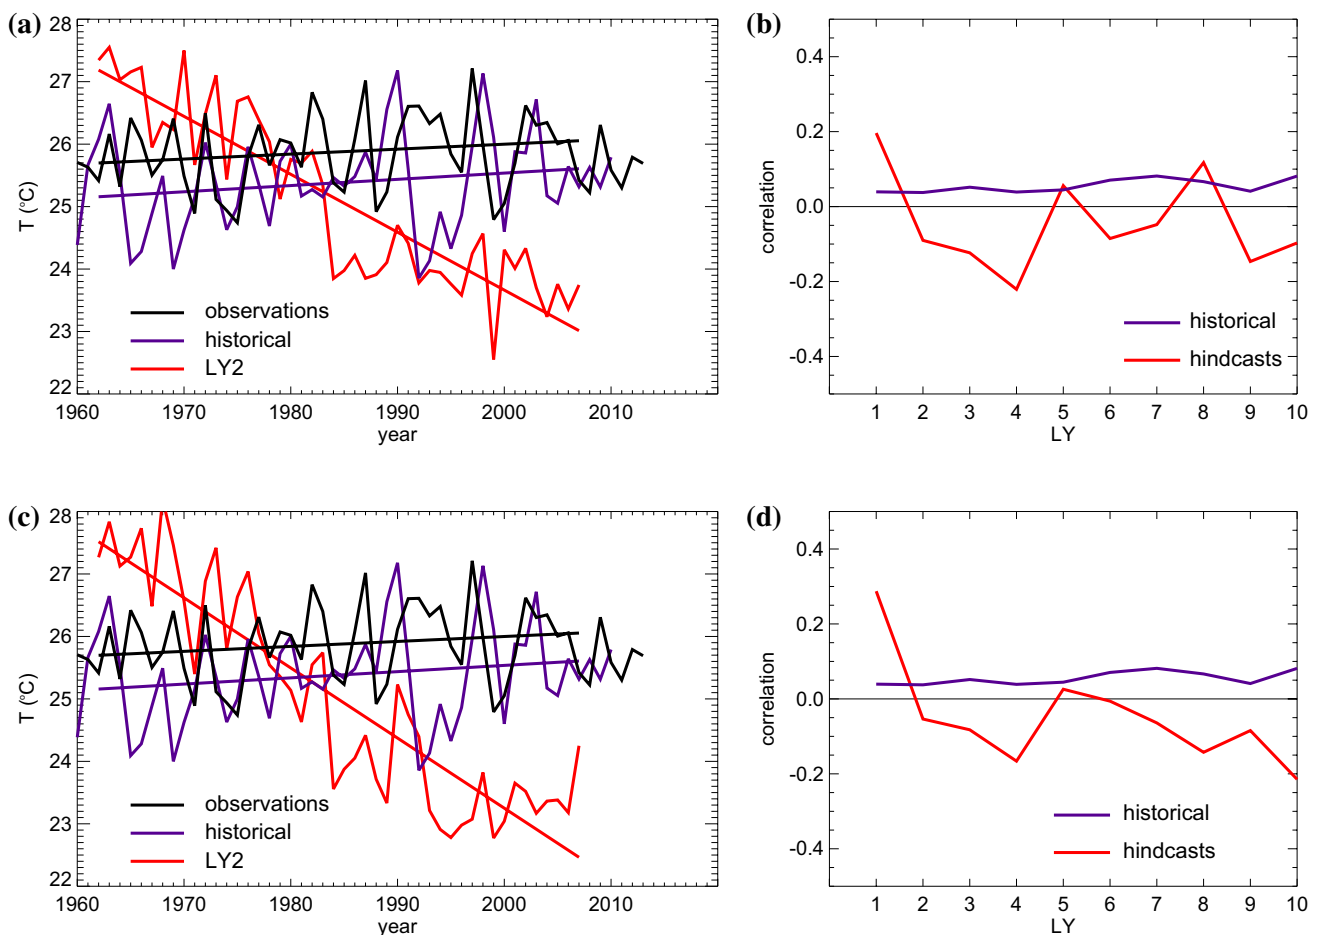 (a)
28
27
26
25
24
23
22
T (°C)
observations
historical
LY2
1960 1970 1980 1990 2000 2010
year
(b)
0.4
0.2
0.0
-0.2
-0.4
correlation
historical
hindcasts
1 2 3 4 5 6 7 8 9 10
LY
(c)
28
27
26
25
24
23
22
T (°C)
observations
historical
LY2
1960 1970 1980 1990 2000 2010
year
(d)
0.4
0.2
0.0
-0.2
-0.4
correlation
historical
hindcasts
1 2 3 4 5 6 7 8 9 10
LY